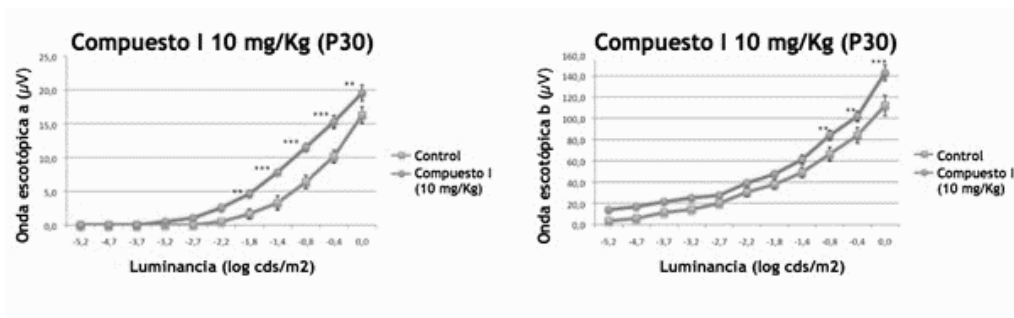 Compuesto I 10 mg/Kg (P30)
Onda escotópica a (µV)
25,0
20,0
15,0
10,0
5,0
0,0
** *** *** *** **
-5,2 -4,7 -3,7 -3,2 -2,7 -2,2 -1,8 -1,4 -0,8 -0,4 0,0
Luminancia (log cds/m2)
Control
Compuesto I
(10 mg/Kg)
Compuesto I 10 mg/Kg (P30)
Onda escotópica b (µV)
160,0
140,0
120,0
100,0
80,0
60,0
40,0
20,0
0,0
** ** ***
-5,2 -4,7 -3,7 -3,2 -2,7 -2,2 -1,8 -1,4 -0,8 -0,4 0,0
Luminancia (log cds/m2)
Control
Compuesto I
(10 mg/Kg)